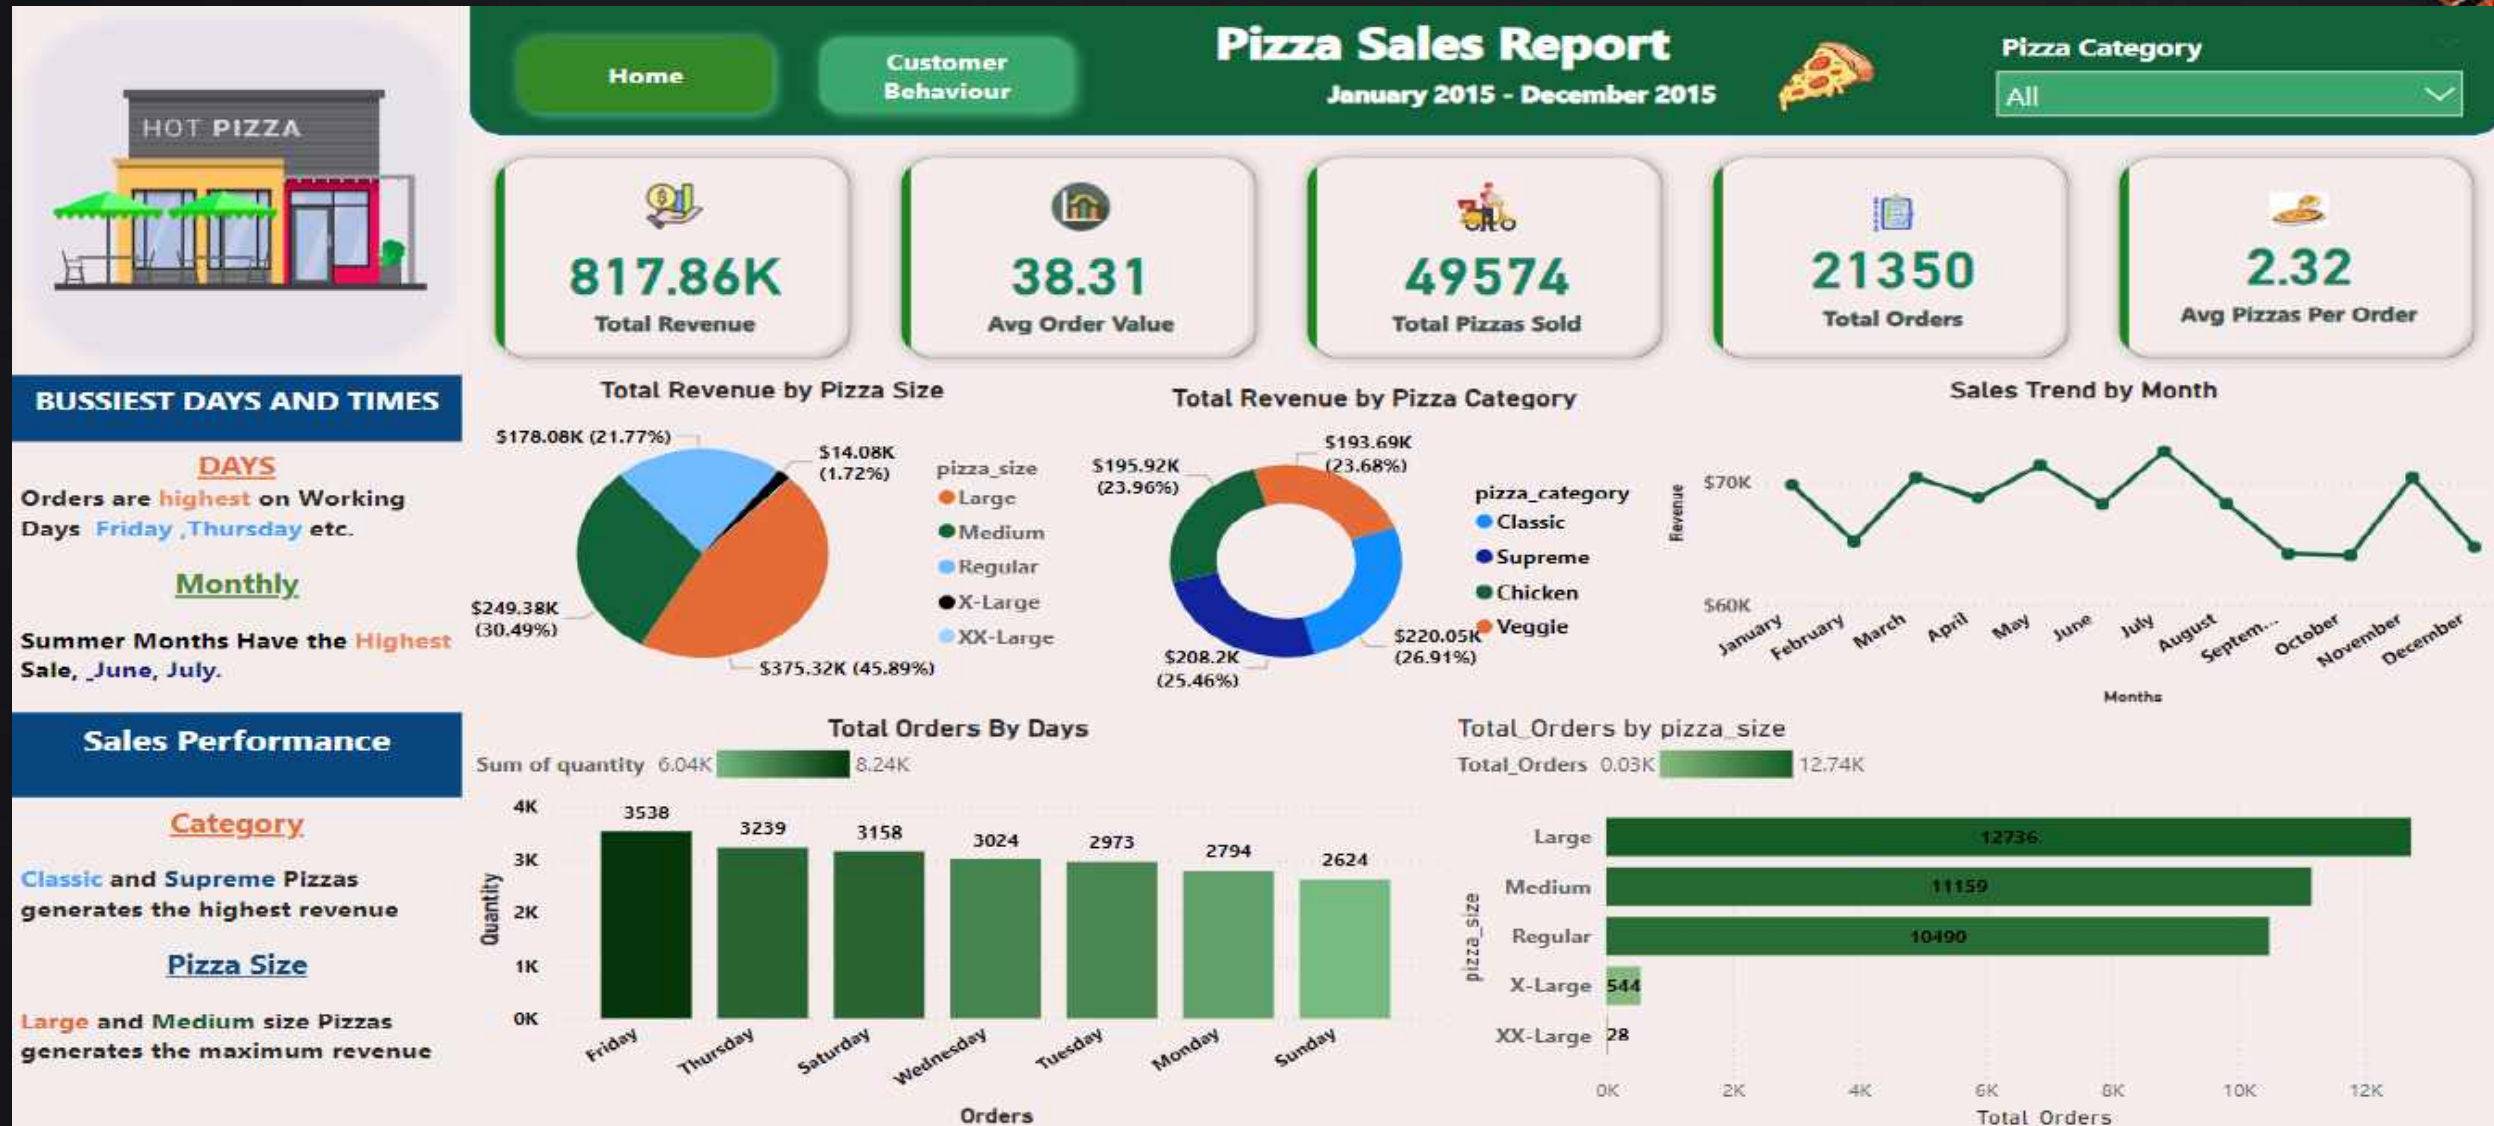 HOT PIZZA
Home
Customer
Behaviour
Pizza Sales Report
January 2015 - December 2015
Pizza Category
All
817.86K
Total Revenue
38.31
Avg Order Value
49574
Total Pizzas Sold
21350
Total Orders
2.32
Avg Pizzas Per Order
BUSSIEST DAYS AND TIMES
DAYS
Orders are highest on Working
Days Friday ,Thursday etc.
Monthly
Summer Months Have the Highest
Sale, June, July.
Sales Performance
Category
Classic and Supreme Pizzas
generates the highest revenue
Pizza Size
Large and Medium size Pizzas
generates the maximum revenue
Total Revenue by Pizza Size
$178.08K (21.77%)
$14.08K
(1.72%)
$249.38K
(30.49%)
$375.32K (45.89%)
pizza_size
Large
Medium
Regular
X-Large
XX-Large
Total Revenue by Pizza Category
$193.69K
(23.68%)
$195.92K
(23.96%)
$208.2K
(25.46%)
$220.05K
(26.91%)
pizza_category
Classic
Supreme
Chicken
Veggie
Sales Trend by Month
Revenue
$70K
$60K
January
February
March
April
May
June
July
August
Septem...
October
November
December
Months
Total Orders By Days
Sum of quantity 6.04K 8.24K
Quantity
4K
3K
2K
1K
0K
3538
3239
3158
3024
2973
2794
2624
Friday
Thursday
Saturday
Wednesday
Tuesday
Monday
Sunday
Orders
Total_Orders by pizza_size
Total_Orders 0.03K 12.74K
pizza_size
Large 12736
Medium 11159
Regular 10490
X-Large 544
XX-Large 28
0K 2K 4K 6K 8K 10K 12K
Total_Orders